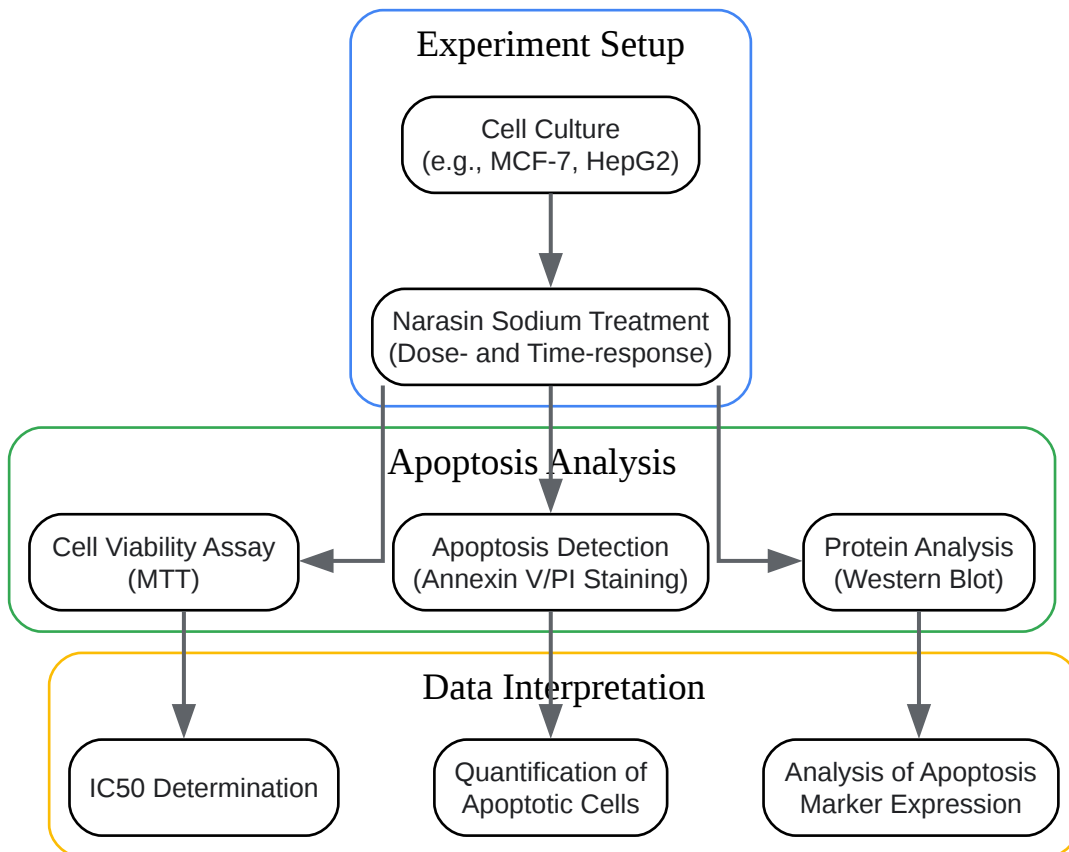 Experiment Setup
Cell Culture
(e.g., MCF-7, HepG2)
Narasin Sodium Treatment
(Dose- and Time-response)
Apoptosis Analysis
Cell Viability Assay
(MTT)
Apoptosis Detection
(Annexin V/PI Staining)
Protein Analysis
(Western Blot)
Data Interpretation
IC50 Determination
Quantification of
Apoptotic Cells
Analysis of Apoptosis
Marker Expression